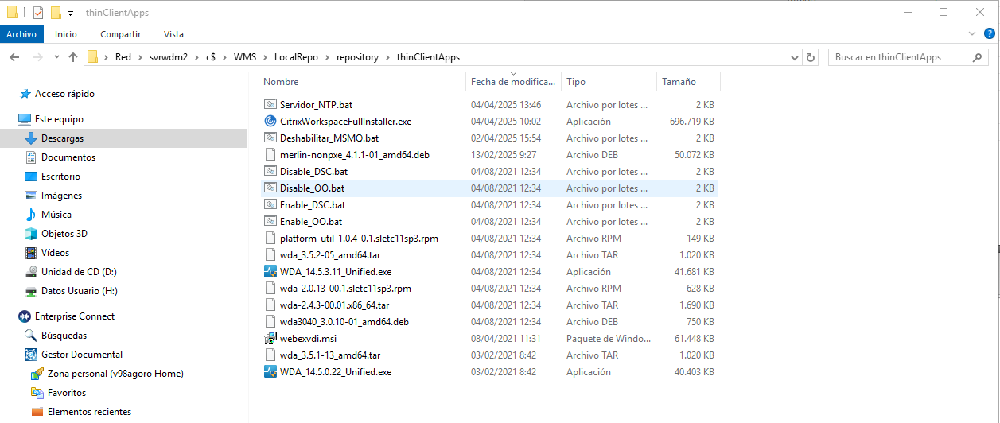 thinClientApps
Archivo Inicio Compartir Vista
Red svrwdm2 c$ WMS LocalRepo repository thinClientApps Buscar en thinClientApps
Acceso rápido
Este equipo
Descargas
Documentos
Escritorio
Imágenes
Música
Objetos 3D
Vídeos
Unidad de CD (D:)
Datos Usuario (H:)
Enterprise Connect
Búsquedas
Gestor Documental
Zona personal (v98agoro Home)
Favoritos
Elementos recientes
Nombre Fecha de modifica... Tipo Tamaño
Servidor_NTP.bat 04/04/2025 13:46 Archivo por lotes ... 2 KB
CitrixWorkspaceFullInstaller.exe 04/04/2025 10:02 Aplicación 696.719 KB
Deshabilitar_MSMQ.bat 02/04/2025 15:54 Archivo por lotes ... 2 KB
merlin-nonpxe_4.1.1-01_amd64.deb 13/02/2025 9:27 Archivo DEB 50.072 KB
Disable_DSC.bat 04/08/2021 12:34 Archivo por lotes ... 2 KB
Disable_OO.bat 04/08/2021 12:34 Archivo por lotes ... 2 KB
Enable_DSC.bat 04/08/2021 12:34 Archivo por lotes ... 2 KB
Enable_OO.bat 04/08/2021 12:34 Archivo por lotes ... 2 KB
platform_util-1.0.4-0.1.sletc11sp3.rpm 04/08/2021 12:34 Archivo RPM 149 KB
wda_3.5.2-05_amd64.tar 04/08/2021 12:34 Archivo TAR 1.020 KB
WDA_14.5.3.11_Unified.exe 04/08/2021 12:34 Aplicación 41.681 KB
wda-2.0.13-00.1.sletc11sp3.rpm 04/08/2021 12:34 Archivo RPM 628 KB
wda-2.4.3-00.01.x86_64.tar 04/08/2021 12:34 Archivo TAR 1.690 KB
wda3040_3.0.10-01_amd64.deb 04/08/2021 12:34 Archivo DEB 750 KB
webexvdi.msi 08/04/2021 11:31 Paquete de Windo... 61.448 KB
wda_3.5.1-13_amd64.tar 03/02/2021 8:42 Archivo TAR 1.020 KB
WDA_14.5.0.22_Unified.exe 03/02/2021 8:42 Aplicación 40.403 KB